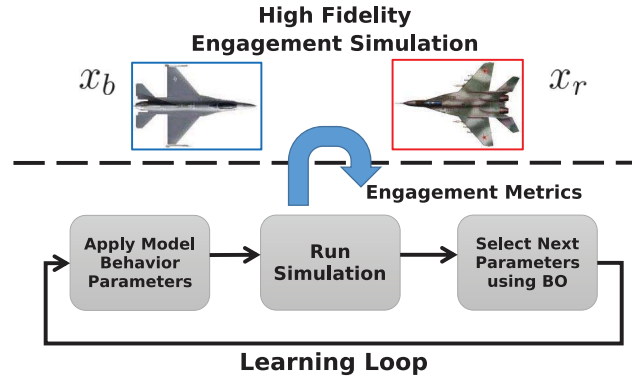 High Fidelity
Engagement Simulation
x_b
x_r
Engagement Metrics
Apply Model
Behavior
Parameters
Run
Simulation
Select Next
Parameters
using BO
Learning Loop